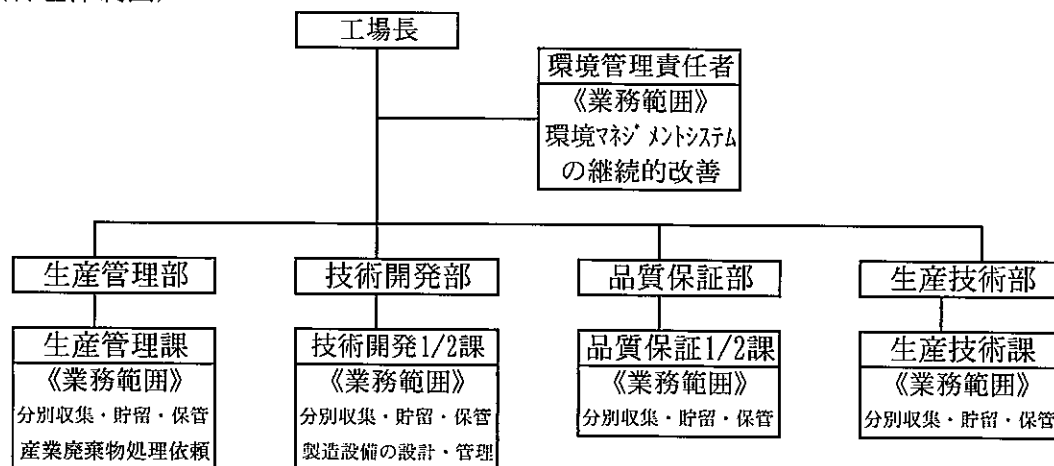 工場長
環境管理責任者
《業務範囲》
環境ﾏﾈｼﾞﾒﾝﾄｼｽﾃﾑ
の継続的改善
生産管理部
技術開発部
品質保証部
生産技術部
生産管理課
《業務範囲》
分別収集・貯留・保管
産業廃棄物処理依頼
技術開発1/2課
《業務範囲》
分別収集・貯留・保管
製造設備の設計・管理
品質保証1/2課
《業務範囲》
分別収集・貯留・保管
生産技術課
《業務範囲》
分別収集・貯留・保管